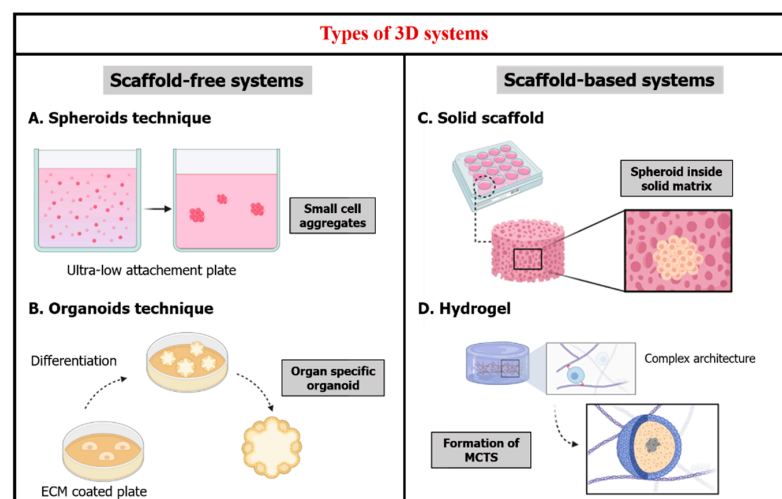 Types of 3D systems
Scaffold-free systems
A. Spheroids technique
Small cell
aggregates
Ultra-low attachement plate
B. Organoids technique
Differentiation
Organ specific
organoid
ECM coated plate
Scaffold-based systems
C. Solid scaffold
Spheroid inside
solid matrix
D. Hydrogel
Complex architecture
Formation of
MCTS